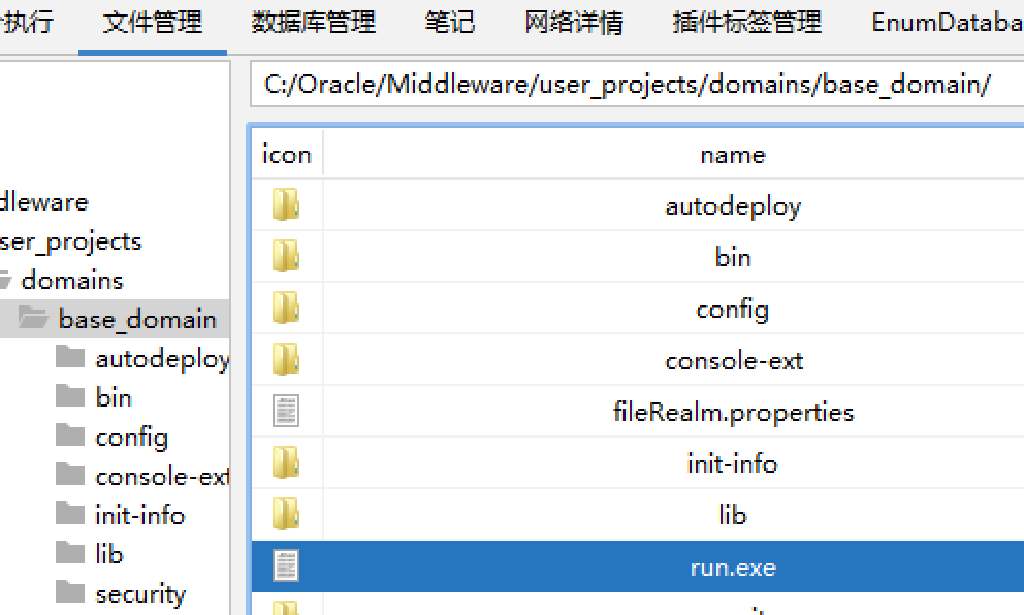 执行 文件管理 数据库管理 笔记 网络详情 插件标签管理 EnumDataba
C:/Oracle/Middleware/user_projects/domains/base_domain/
icon name
dleware
autodeploy
ser_projects
bin
domains
config
base_domain
console-ext
autodeploy
bin
fileRealm.properties
config
init-info
console-ext
init-info
lib
lib
run.exe
security